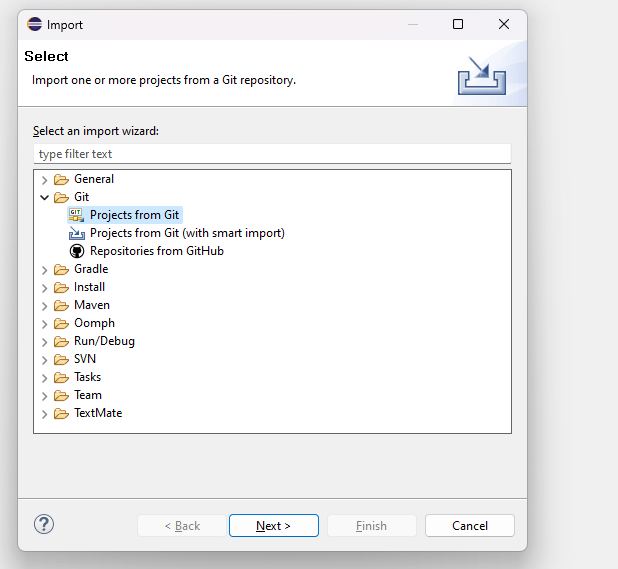 Import
Select
Import one or more projects from a Git repository.
Select an import wizard:
type filter text
General
Git
GIT Projects from Git
Projects from Git (with smart import)
Repositories from GitHub
Gradle
Install
Maven
Oomph
Run/Debug
SVN
Tasks
Team
TextMate
? < Back Next > Finish Cancel